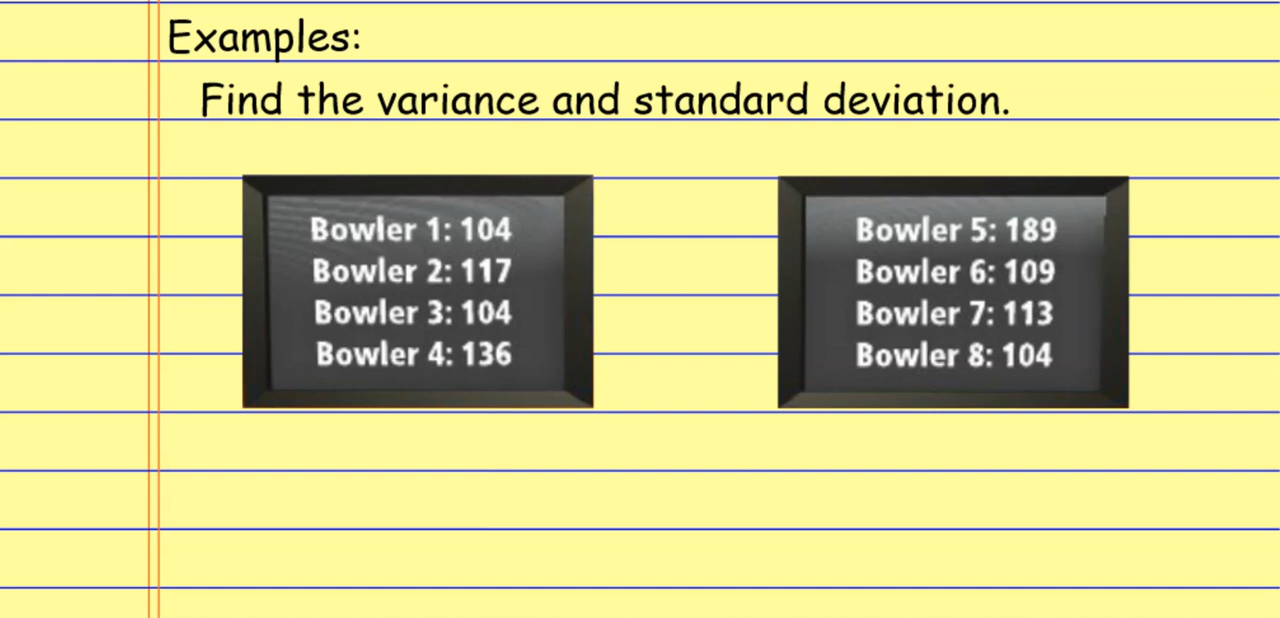 Examples:
Find the variance and standard deviation.
Bowler 1: 104
Bowler 2: 117
Bowler 3: 104
Bowler 4: 136
Bowler 5: 189
Bowler 6: 109
Bowler 7: 113
Bowler 8: 104